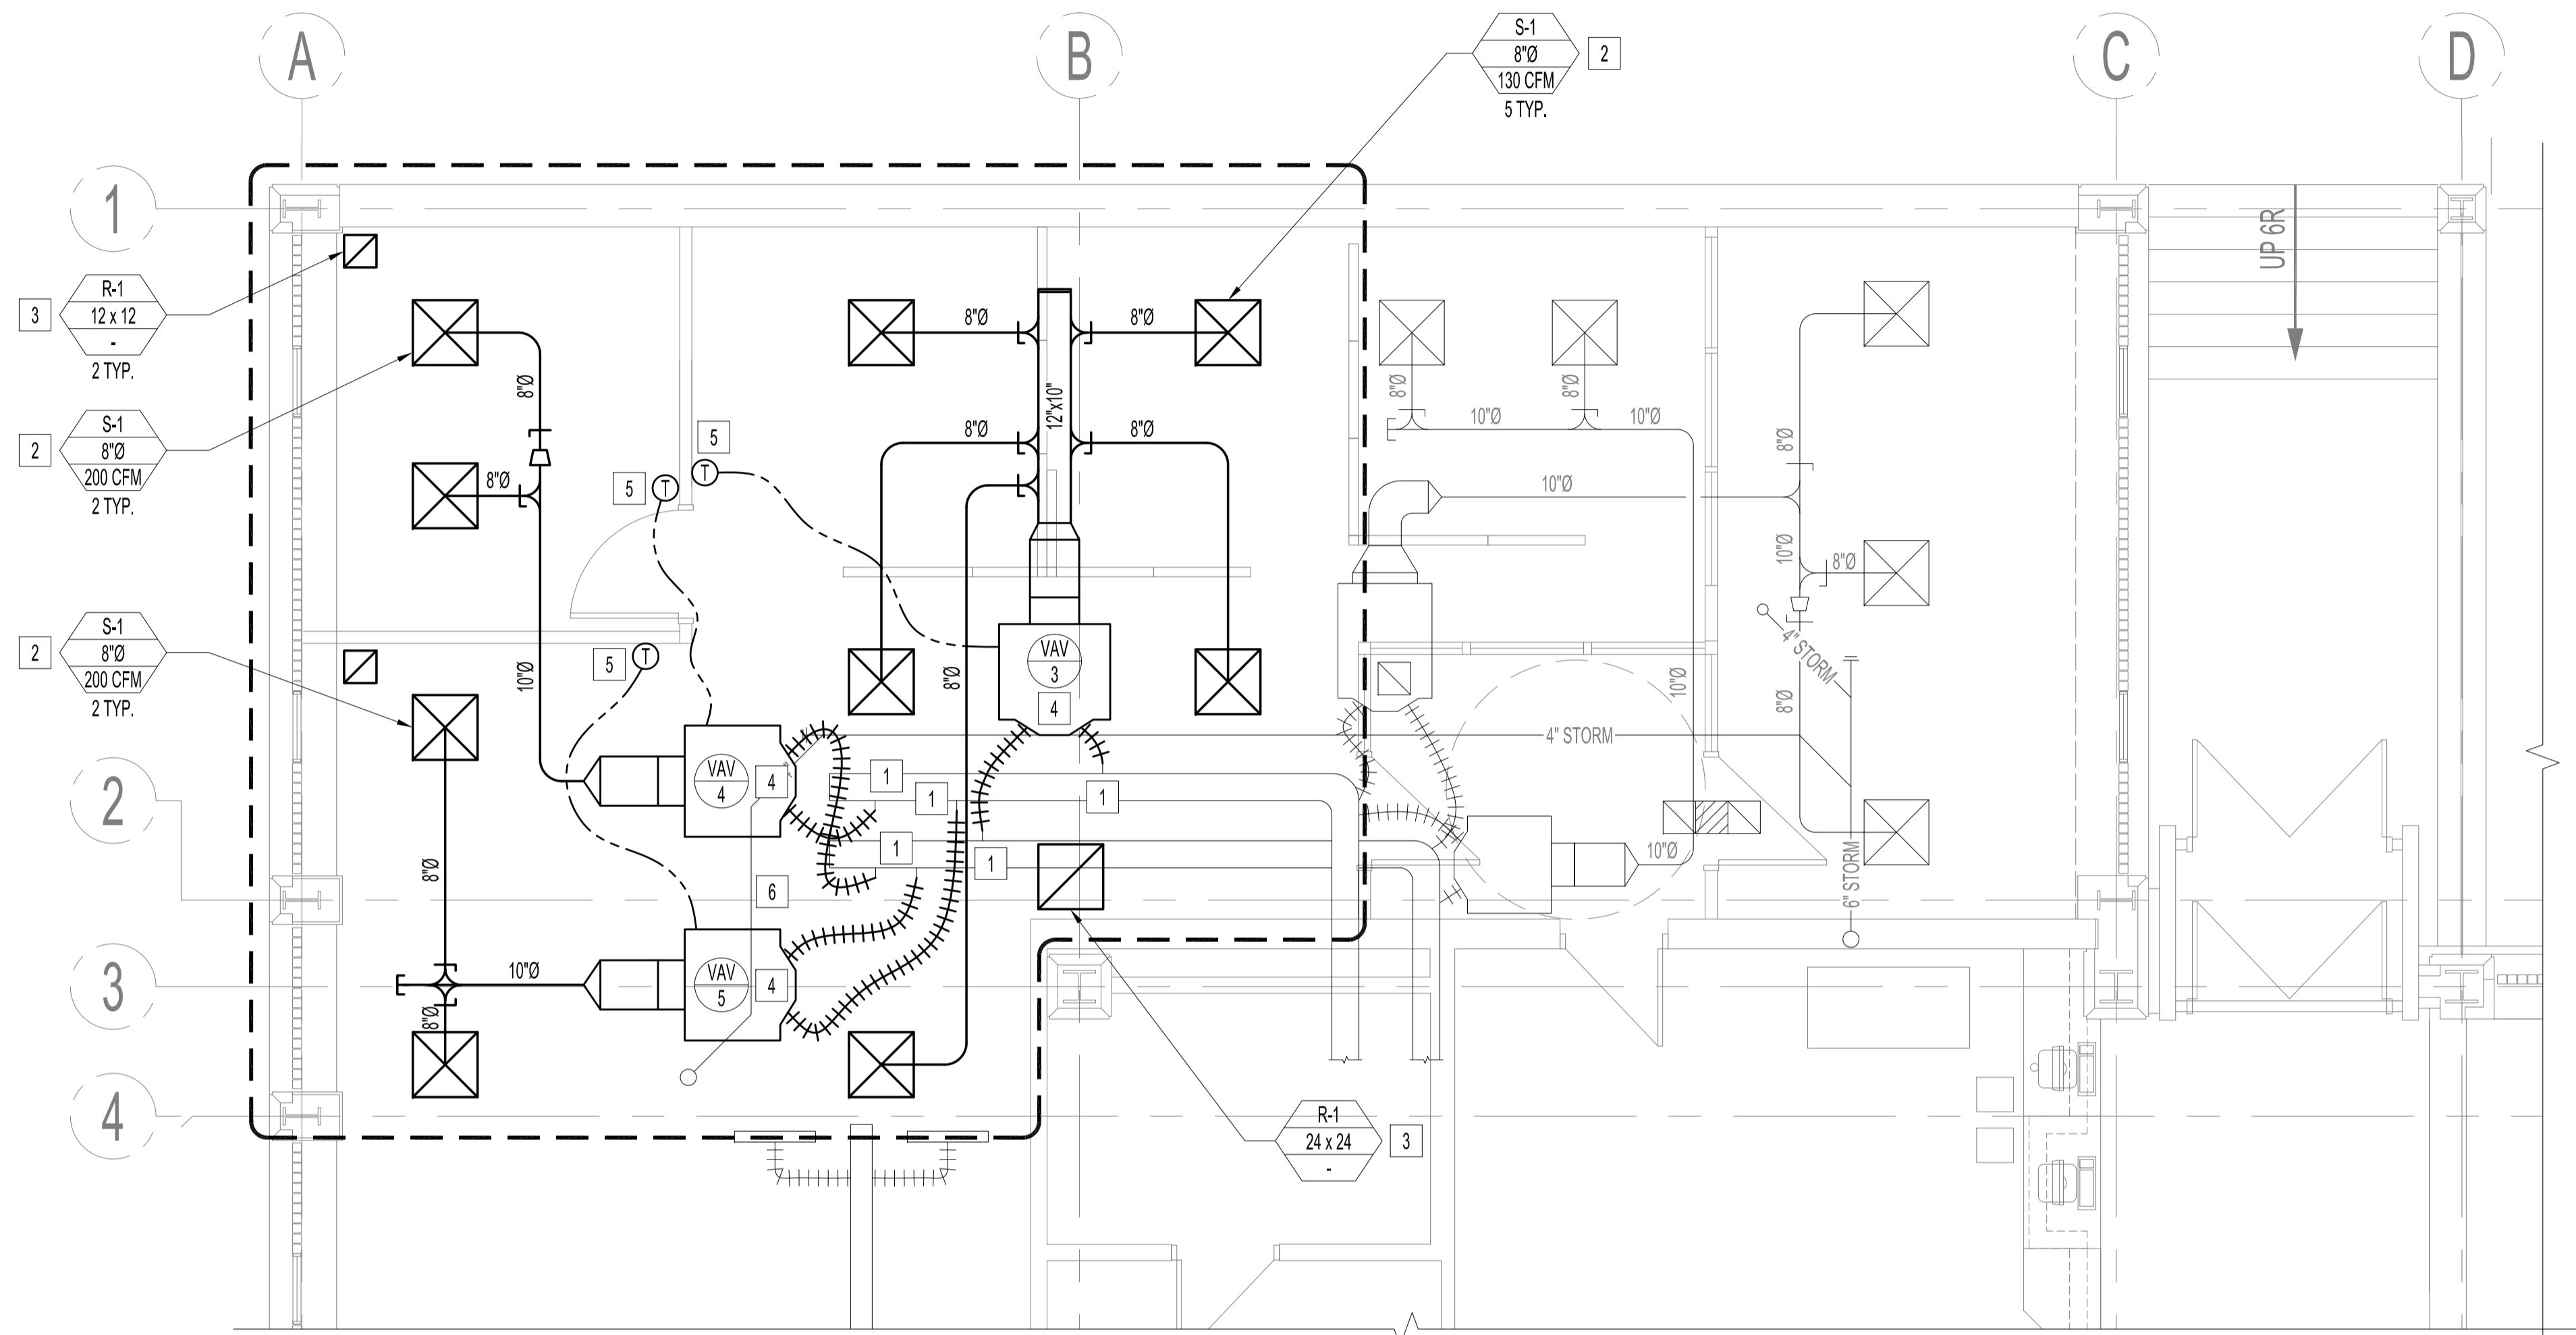 A
B
C
D
S-1
8"Ø
130 CFM
5 TYP.
2
1
UP 6R
3
R-1
12 x 12
-
2 TYP.
8"Ø
8"Ø
8"Ø
12"x10"
8"Ø
8"Ø
8"Ø
8"Ø
10"Ø
10"Ø
2
S-1
8"Ø
200 CFM
2 TYP.
5
5
8"Ø
8"Ø
10"Ø
10"Ø
8"Ø
T
T
2
S-1
8"Ø
200 CFM
2 TYP.
5
T
10"Ø
8"Ø
VAV
3
4
10"Ø
4" STORM
8"Ø
4" STORM
VAV
4
4
1
1
1
1
1
2
8"Ø
6
10"Ø
6" STORM
3
10"Ø
VAV
5
4
8"Ø
4
R-1
24 x 24
-
3